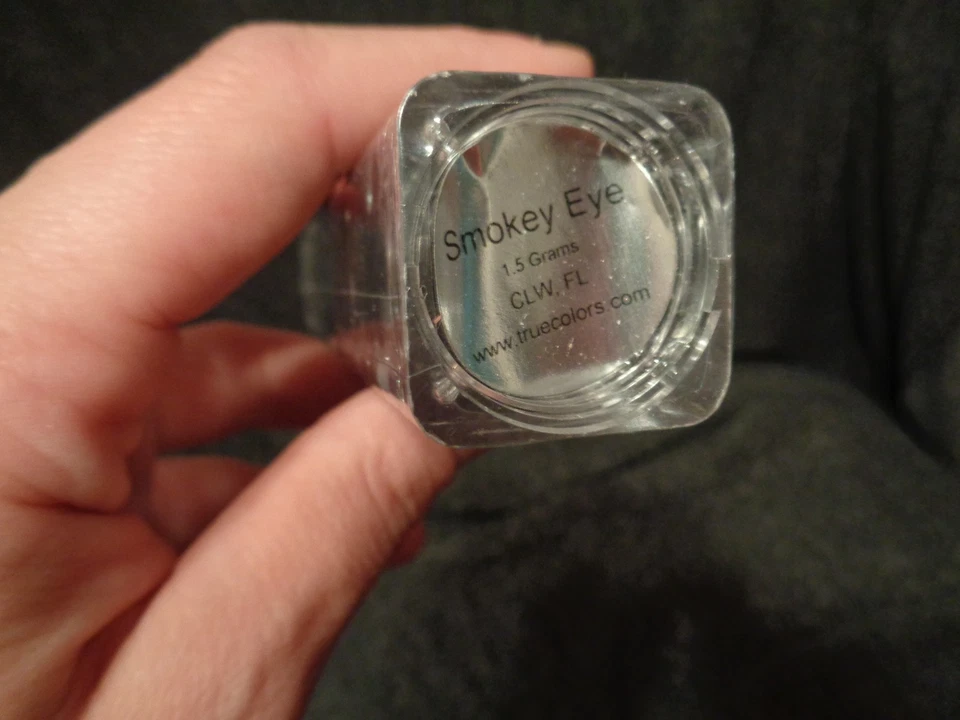 Smokey Eye
1.5 Grams
CLW, FL
www.truecolors.com